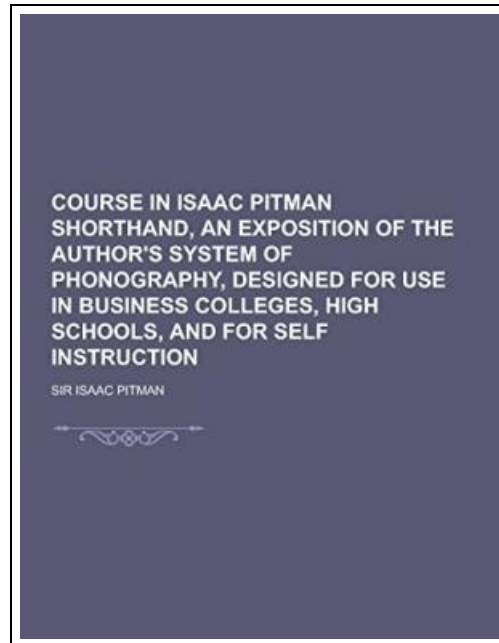 COURSE IN ISAAC PITMAN
SHORTHAND, AN EXPOSITION OF THE
AUTHOR'S SYSTEM OF
PHONOGRAPHY, DESIGNED FOR USE
IN BUSINESS COLLEGES, HIGH
SCHOOLS, AND FOR SELF
INSTRUCTION
SIR ISAAC PITMAN